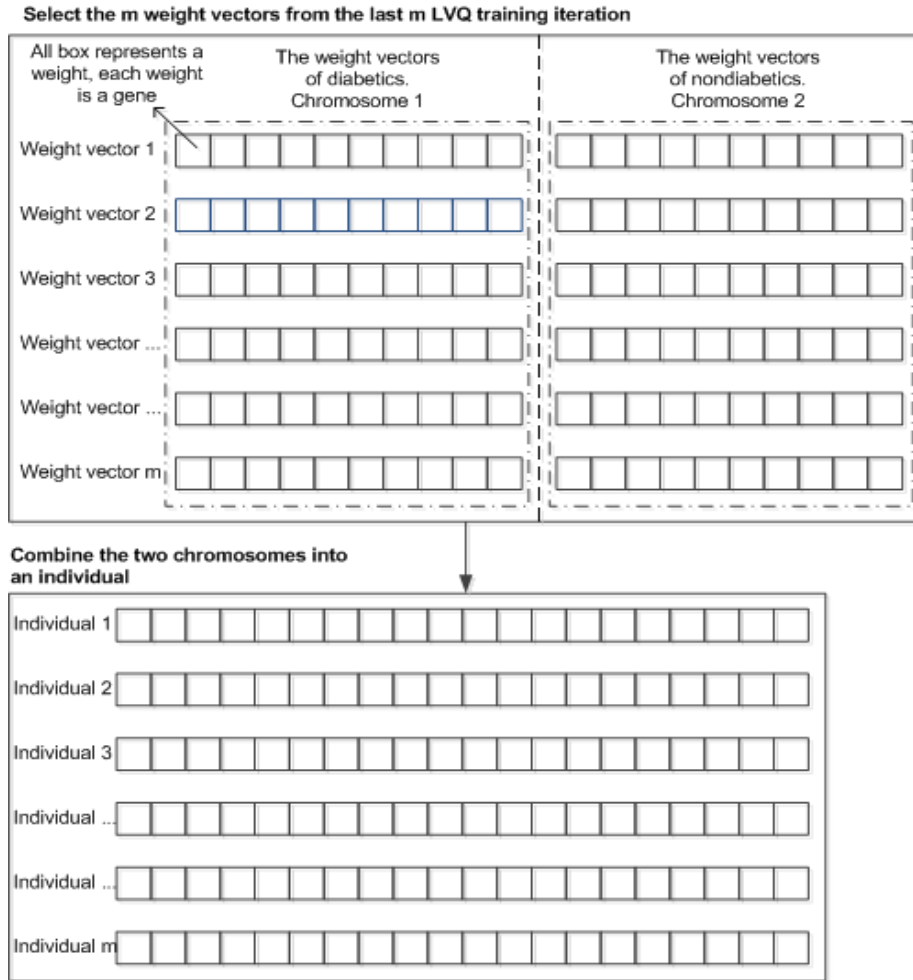 Select the m weight vectors from the last m LVQ training iteration
All box represents a
weight, each weight
is a gene
The weight vectors
of diabetics.
Chromosome 1
The weight vectors
of nondiabetics.
Chromosome 2
Weight vector 1
Weight vector 2
Weight vector 3
Weight vector ...
Weight vector ...
Weight vector m
Combine the two chromosomes into
an individual
Individual 1
Individual 2
Individual 3
Individual ...
Individual ...
Individual m